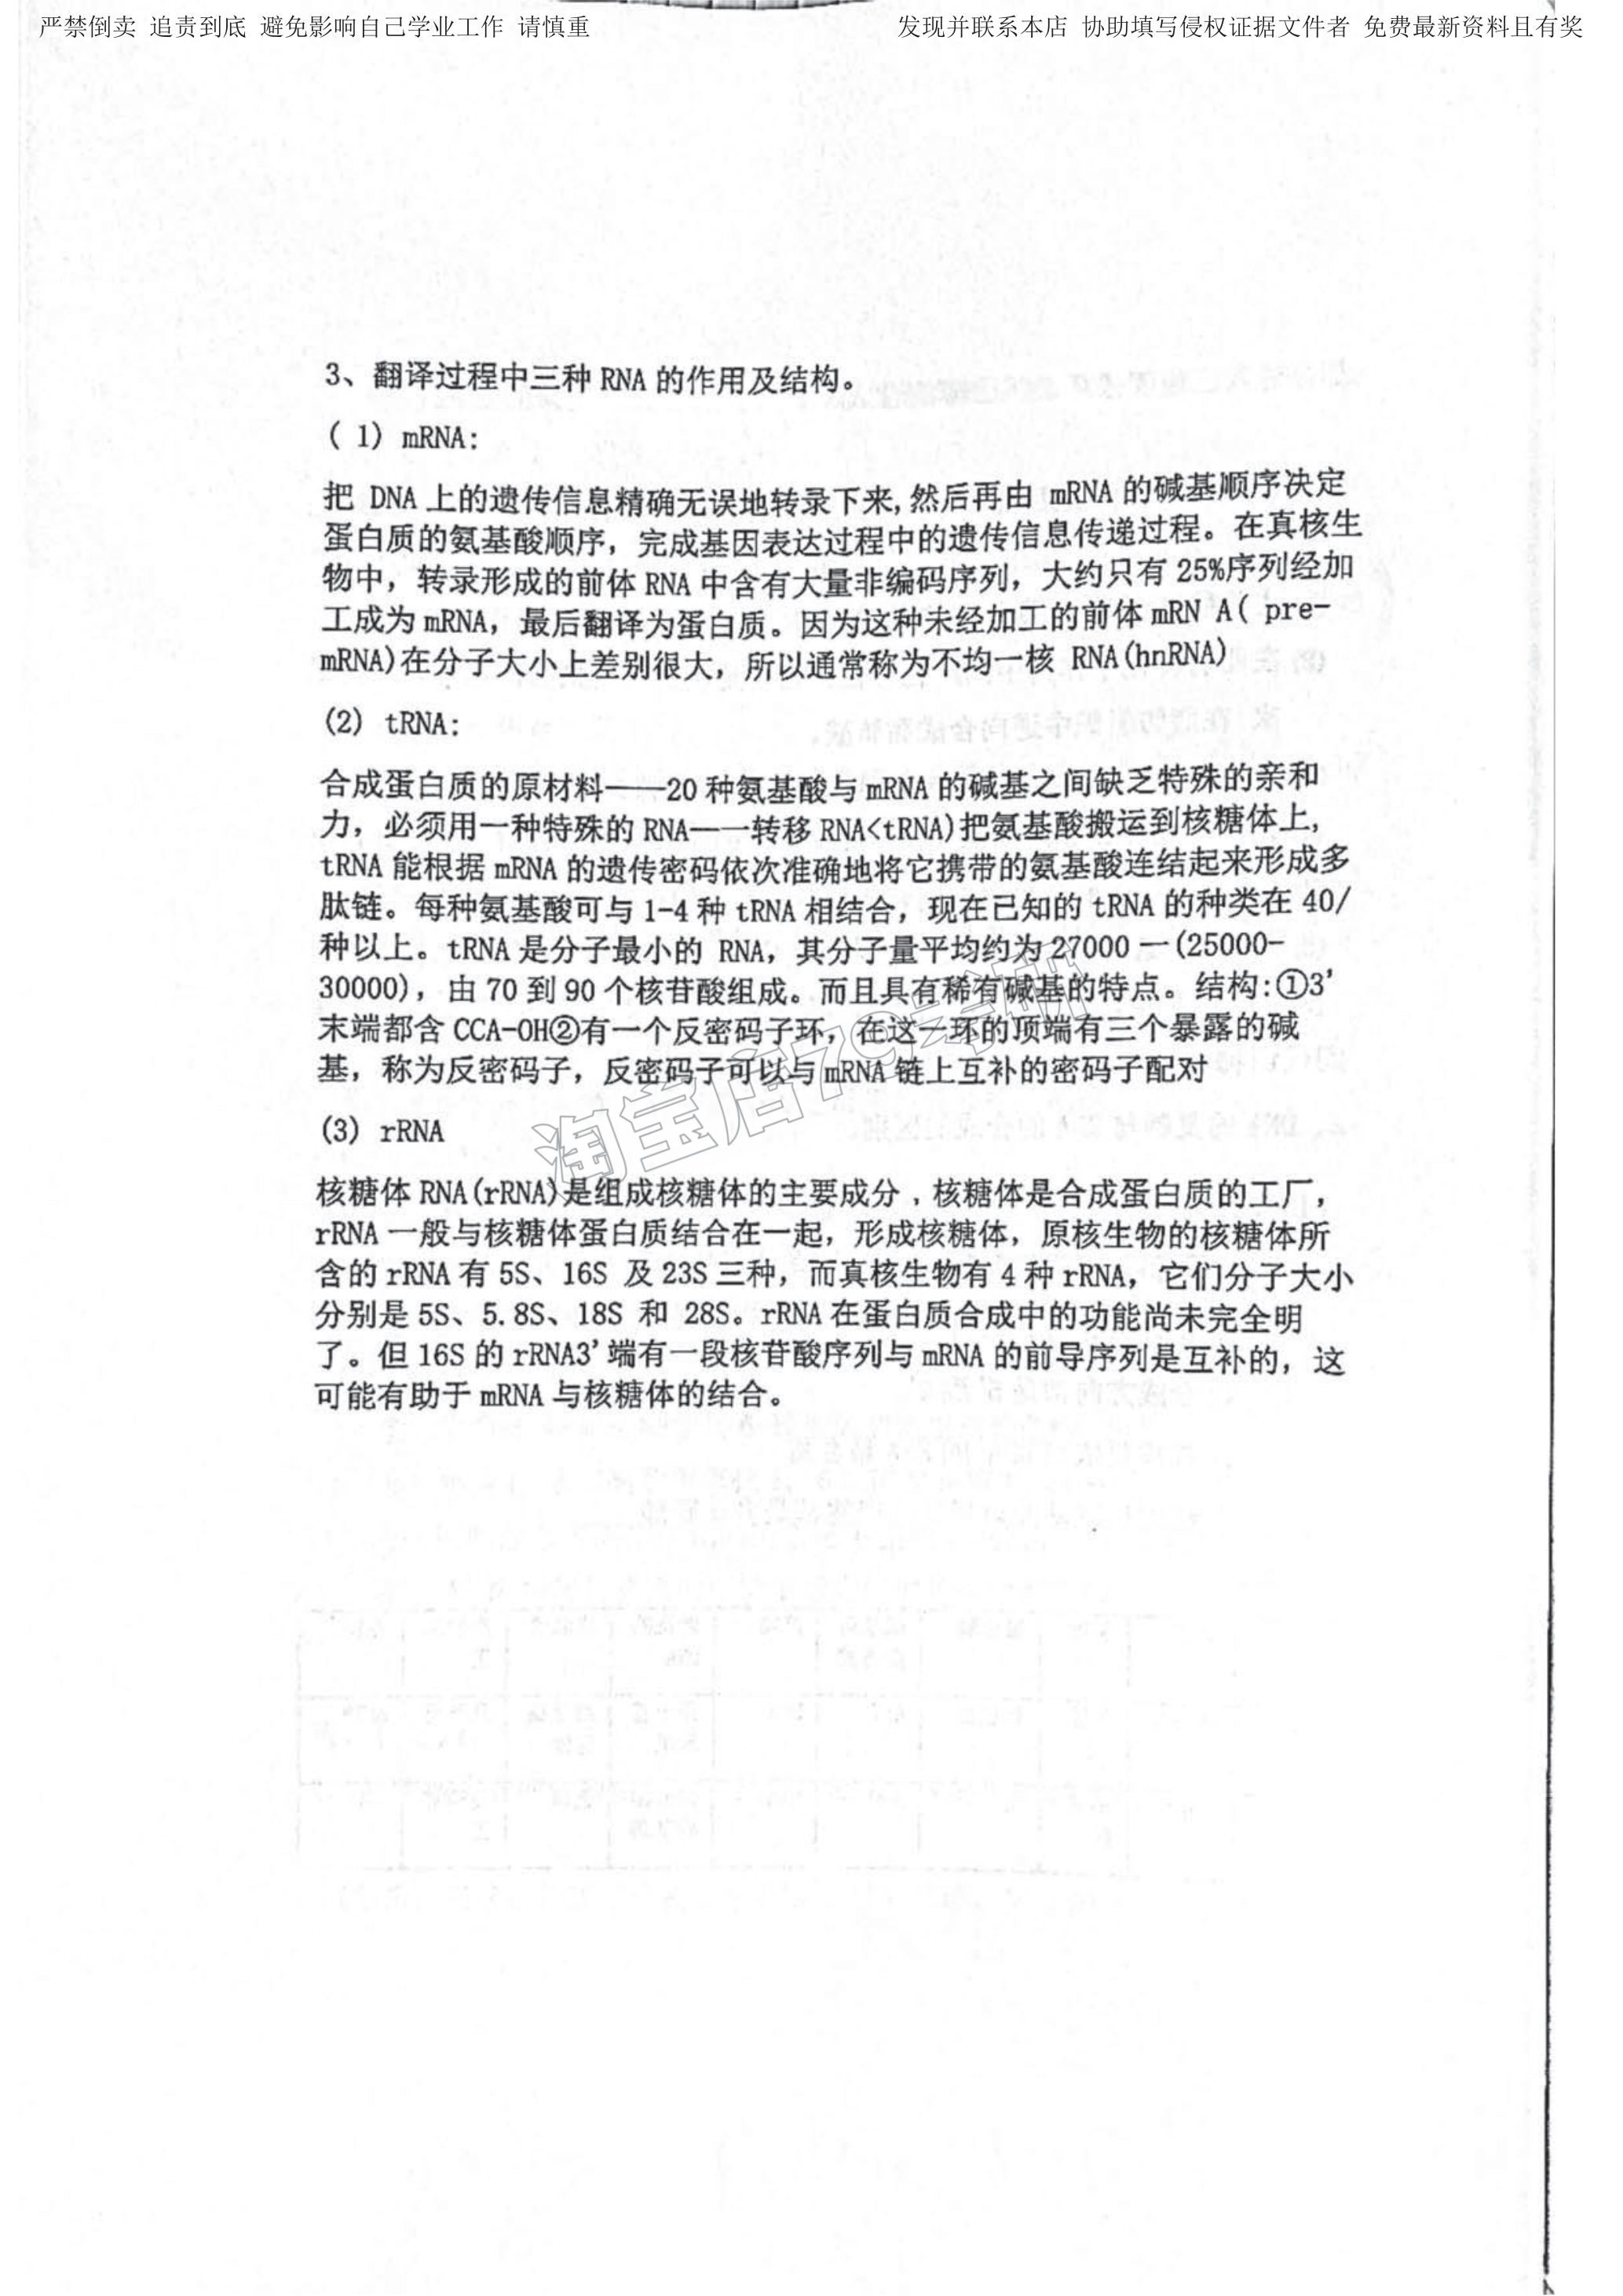 严禁倒卖 追责到底 避免影响自己学业工作 请慎重
发现并联系本店 协助填写侵权证据文件者 免费最新资料且有奖
3、翻译过程中三种 RNA 的作用及结构。
( 1) mRNA:
把 DNA 上的遗传信息精确无误地转录下来,然后再由 mRNA 的碱基顺序决定
蛋白质的氨基酸顺序，完成基因表达过程中的遗传信息传递过程。在真核生
物中，转录形成的前体 RNA 中含有大量非编码序列，大约只有 25%序列经加
工成为 mRNA，最后翻译为蛋白质。因为这种未经加工的前体 mRN A( pre-
mRNA)在分子大小上差别很大，所以通常称为不均一核 RNA(hnRNA)
(2) tRNA:
合成蛋白质的原材料——20 种氨基酸与 mRNA 的碱基之间缺乏特殊的亲和
力，必须用一种特殊的 RNA—一转移 RNA<tRNA)把氨基酸搬运到核糖体上,
tRNA 能根据 mRNA 的遗传密码依次准确地将它携带的氨基酸连结起来形成多
肽链。每种氨基酸可与 1-4 种 tRNA 相结合，现在已知的 tRNA 的种类在 40/
种以上。tRNA 是分子最小的 RNA，其分子量平均约为 27000 一(25000-
30000)，由 70 到 90 个核苷酸组成。而且具有稀有碱基的特点。结构:①3'
末端都含 CCA-OH②有一个反密码子环，在这一环的顶端有三个暴露的碱
基，称为反密码子，反密码子可以与 mRNA 链上互补的密码子配对
淘宝店79考研
(3) rRNA
核糖体 RNA(rRNA)是组成核糖体的主要成分 , 核糖体是合成蛋白质的工厂，
rRNA 一般与核糖体蛋白质结合在一起，形成核糖体，原核生物的核糖体所
含的 rRNA 有 5S、16S 及 23S 三种，而真核生物有 4 种 rRNA，它们分子大小
分别是 5S、5.8S、18S 和 28S。rRNA 在蛋白质合成中的功能尚未完全明
了。但 16S 的 rRNA3' 端有一段核苷酸序列与 mRNA 的前导序列是互补的，这
可能有助于 mRNA 与核糖体的结合。